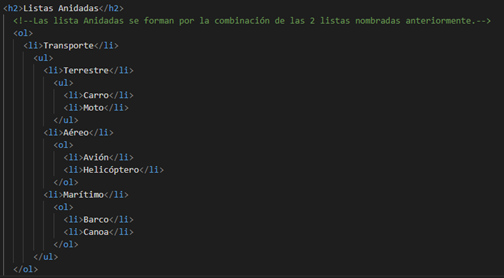 <h2>Listas Anidadas</h2>
<!--Las lista Anidadas se forman por la combinación de las 2 listas nombradas anteriormente.-->
<ol>
<li>Transporte</li>
<ul>
<li>Terrestre</li>
<ul>
<li>Carro</li>
<li>Moto</li>
</ul>
<li>Aéreo</li>
<ol>
<li>Avión</li>
<li>Helicóptero</li>
</ol>
<li>Marítimo</li>
<ol>
<li>Barco</li>
<li>Canoa</li>
</ol>
</ul>
</ol>